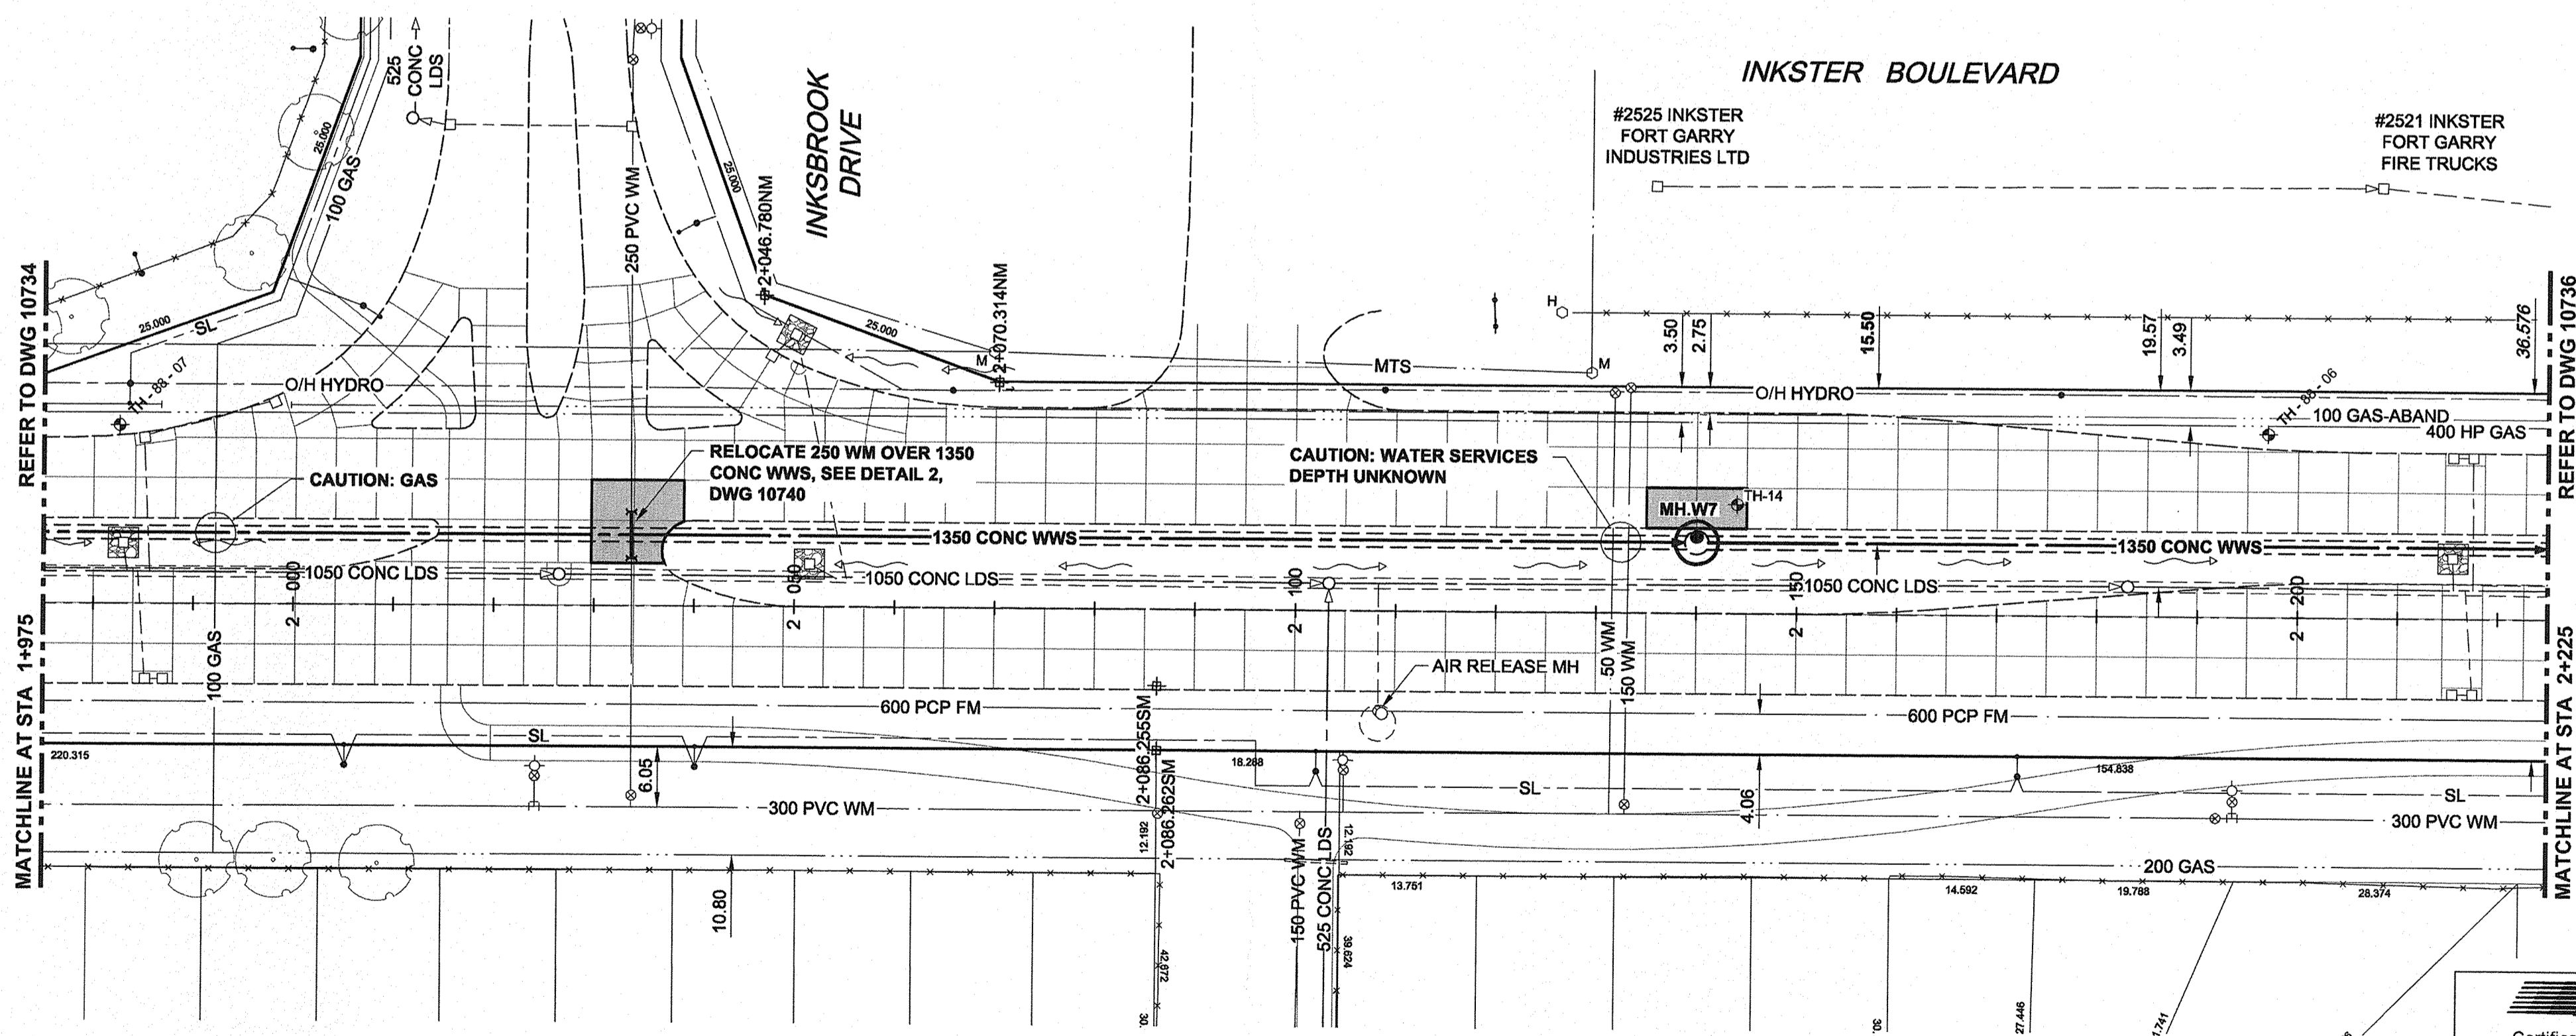 INKSTER BOULEVARD
525
CONC
LDS
INKSBROOK
DRIVE
#2525 INKSTER
FORT GARRY
INDUSTRIES LTD
#2521 INKSTER
FORT GARRY
FIRE TRUCKS
25.000
100 GAS
250 PVC WM
25.000
2+046.780NM
2+070.314NM
REFER TO DWG 10734
REFER TO DWG 10736
25.000
SL
25.000
H
3.50
2.75
15.50
19.57
3.49
36.576
M
MTS
M
TH - 88 - 07
O/H HYDRO
O/H HYDRO
TH - 88 - 06
100 GAS-ABAND
400 HP GAS
CAUTION: GAS
RELOCATE 250 WM OVER 1350
CONC WWS, SEE DETAIL 2,
DWG 10740
CAUTION: WATER SERVICES
DEPTH UNKNOWN
TH-14
MH.W7
1350 CONC WWS
1350 CONC WWS
1050 CONC LDS
1050 CONC LDS
1050 CONC LDS
2 000
2 050
2 100
2 150
2 200
MATCHLINE AT STA 1+975
MATCHLINE AT STA 2+225
100 GAS
50 WM
150 WM
AIR RELEASE MH
600 PCP FM
600 PCP FM
SL
2+086.255SM
220.315
18.288
154.838
6.05
4.06
SL
SL
300 PVC WM
300 PVC WM
2+086.262SM
12.192
12.192
10.80
150 PVC WM
525 CONC LDS
200 GAS
13.751
14.592
19.788
28.374
42.672
39.624
30.
30.
27.446
1.741